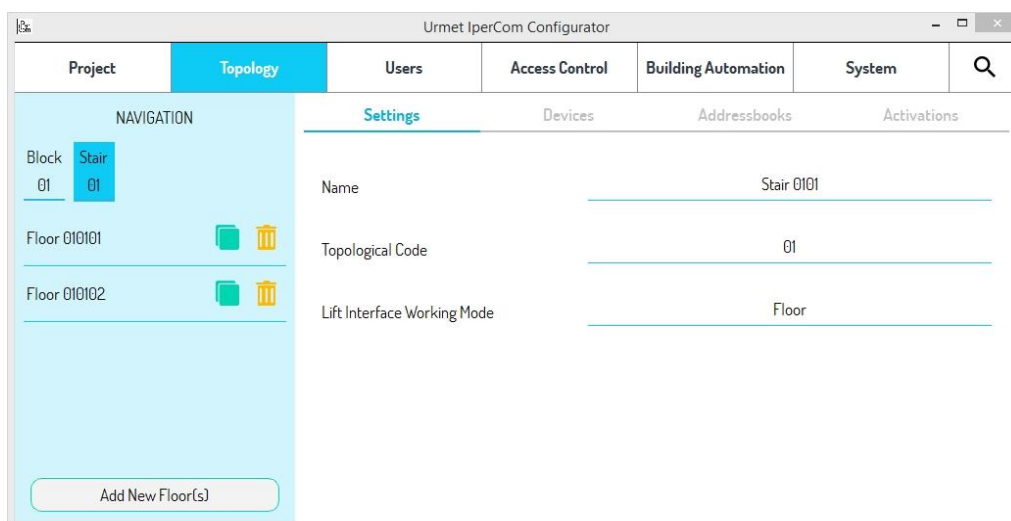 Urmet IperCom Configurator
Project Topology Users Access Control Building Automation System
NAVIGATION
Block Stair
01 01
Floor 010101
Floor 010102
Add New Floor(s)
Settings Devices Addressbooks Activations
Name Stair 0101
Topological Code 01
Lift Interface Working Mode Floor